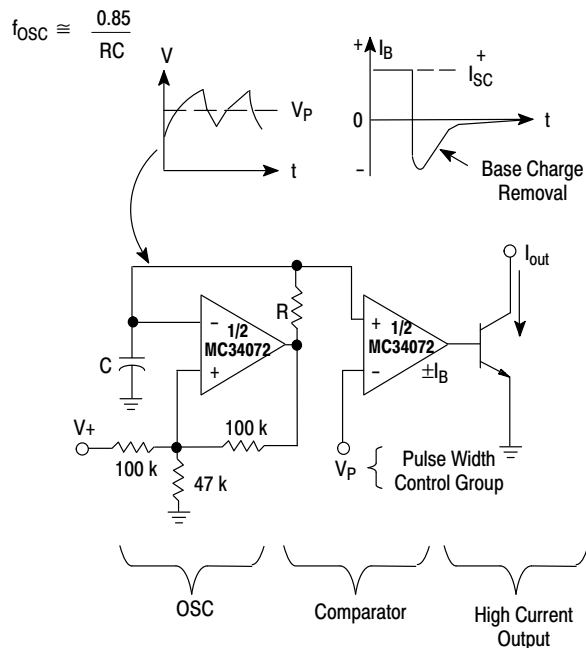 fOSC ≅ 0.85
RC
V
VP
t
+ IB
ISC +
0
t
–
Base Charge
Removal
Iout
R
–
1/2
MC34072
+
C
+
1/2
MC34072
–
±IB
V+
100 k
100 k
47 k
VP
Pulse Width
Control Group
OSC
Comparator
High Current
Output